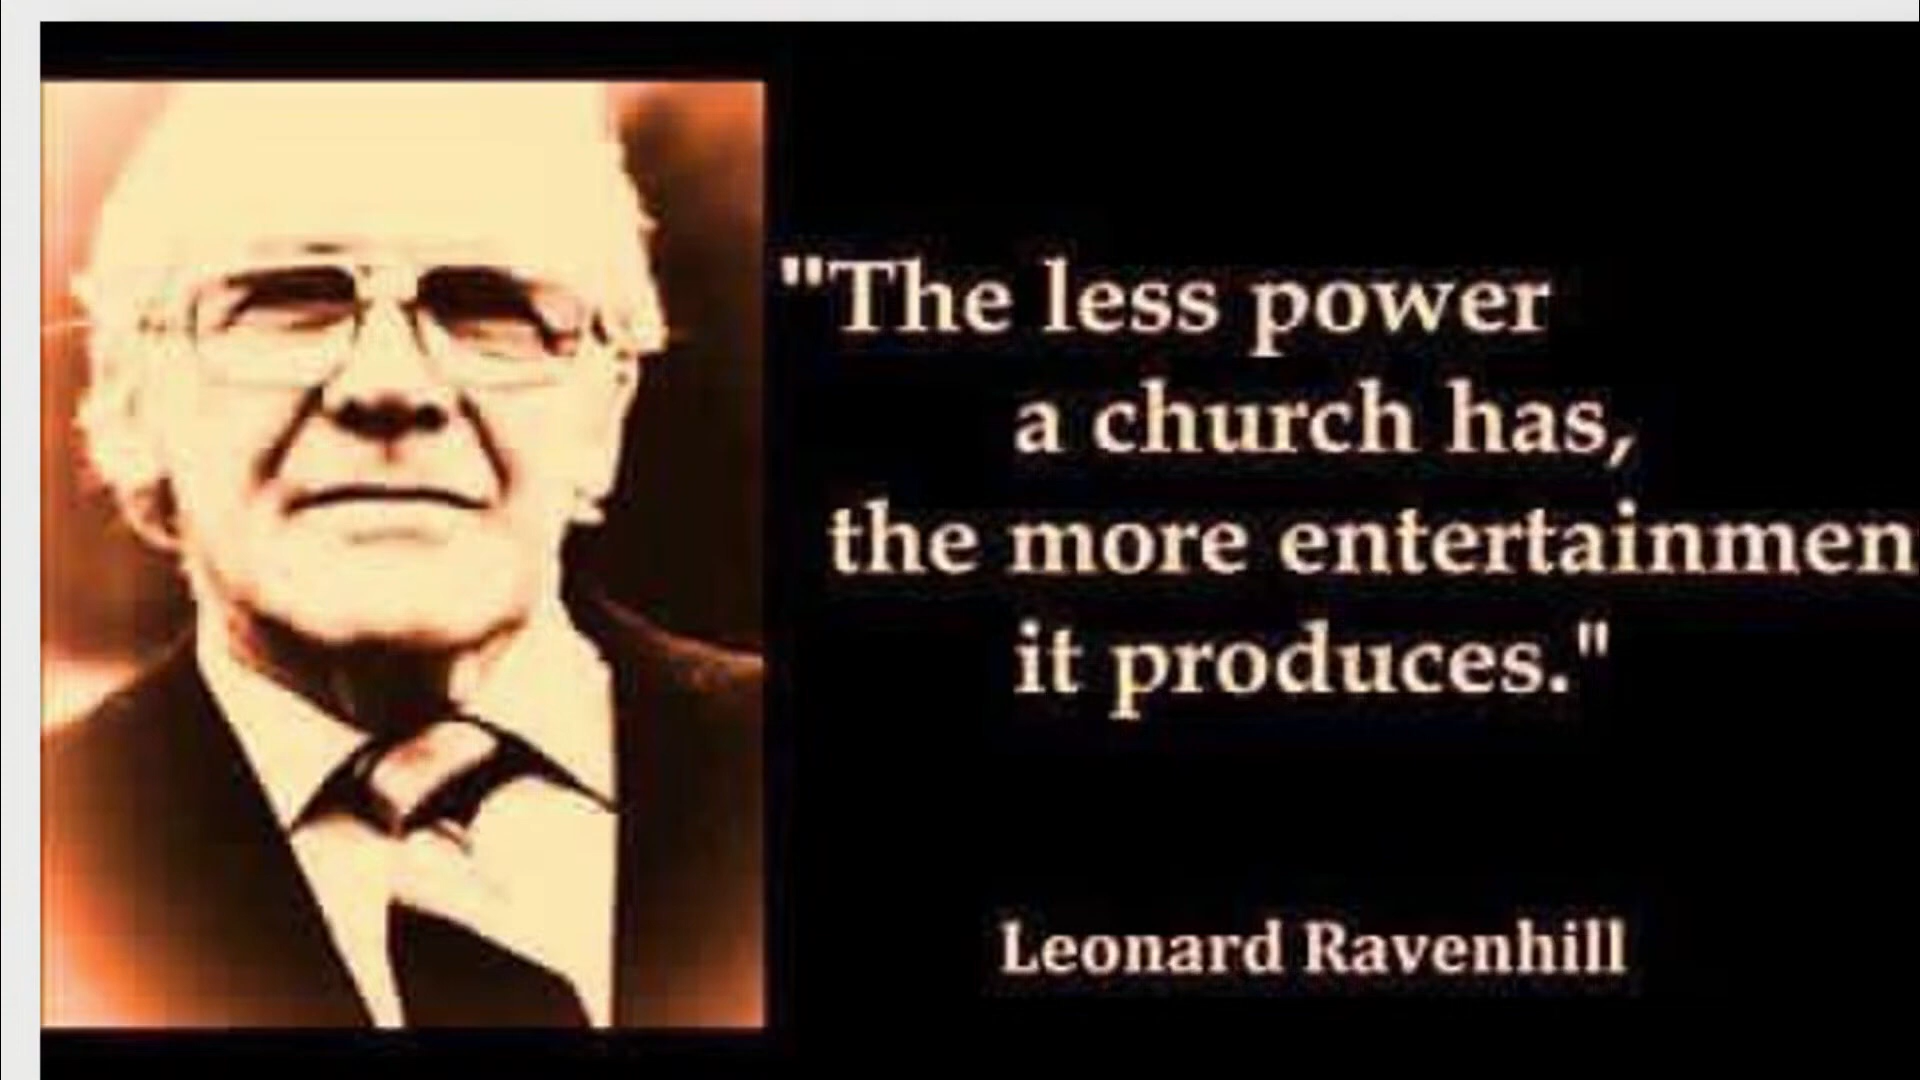 "The less power
a church has,
the more entertainmen
it produces."
Leonard Ravenhill